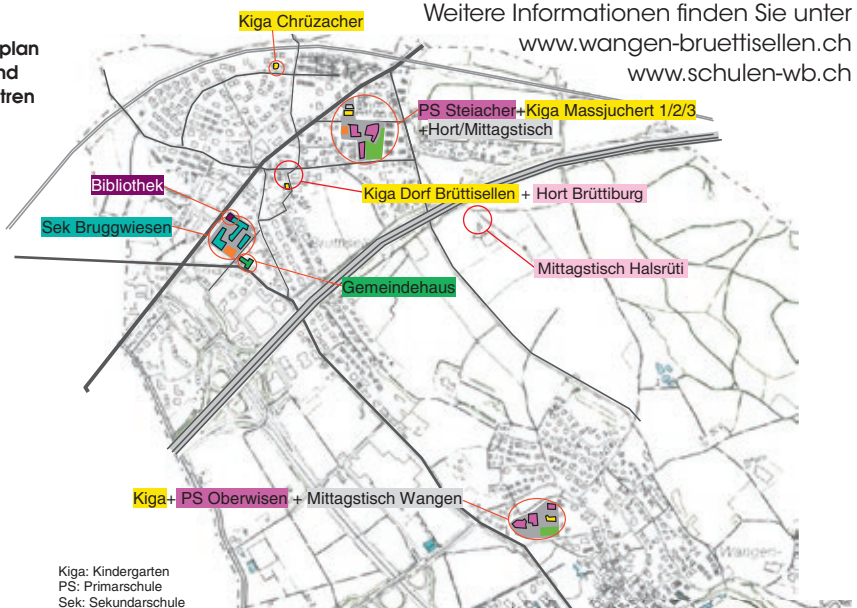 Weitere Informationen finden Sie unter
www.wangen-bruettisellen.ch
www.schulen-wb.ch
plan
nd
tren
Kiga Chrüzacher
PS Steiacher+Kiga Massjuchert 1/2/3
+Hort/Mittagstisch
Bibliothek
Kiga Dorf Brüttisellen + Hort Brüttiburg
Sek Bruggwiesen
Mittagstisch Halsrüti
Gemeindehaus
Kiga+ PS Oberwisen + Mittagstisch Wangen
Wangen-
Kiga: Kindergarten
PS: Primarschule
Sek: Sekundarschule